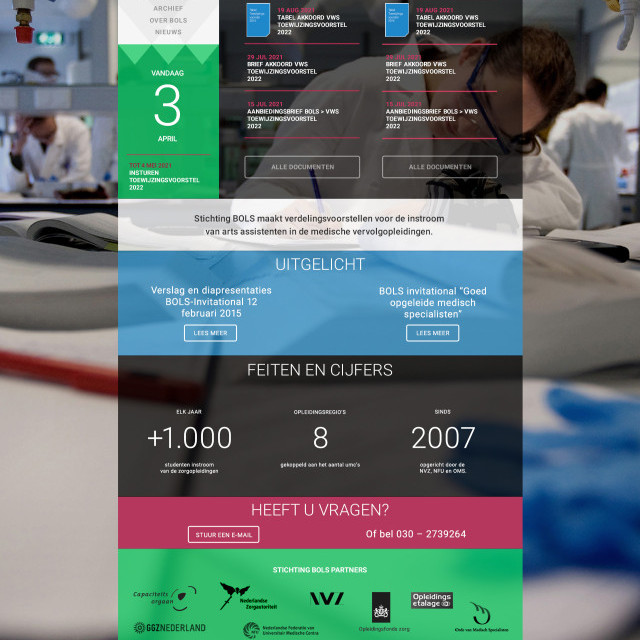 ARCHIEF
OVER BOLS
NIEUWS
VANDAAG
3
APRIL
TOT 4 MEI 2021
INSTUREN
TOEWIJZINGSVOORSTEL
2022
19 AUG 2021
TABEL AKKOORD VWS
TOEWIJZINGSVOORSTEL
2022
29 JUL 2021
BRIEF AKKOORD VWS
TOEWIJZINGSVOORSTEL
2022
15 JUL 2021
AANBIEDINGSBRIEF BOLS > VWS
TOEWIJZINGSVOORSTEL
2022
ALLE DOCUMENTEN
19 AUG 2021
TABEL AKKOORD VWS
TOEWIJZINGSVOORSTEL
2022
29 JUL 2021
BRIEF AKKOORD VWS
TOEWIJZINGSVOORSTEL
2022
15 JUL 2021
AANBIEDINGSBRIEF BOLS > VWS
TOEWIJZINGSVOORSTEL
2022
ALLE DOCUMENTEN
Stichting BOLS maakt verdelingsvoorstellen voor de instroom
van arts assistenten in de medische vervolgopleidingen.
UITGELICHT
Verslag en diapresentaties
BOLS-Invitational 12
februari 2015
LEES MEER
BOLS invitational "Goed
opgeleide medisch
specialisten"
LEES MEER
FEITEN EN CIJFERS
ELK JAAR
+1.000
studenten instroom
van de zorgopleidingen
OPLEIDINGSREGIO'S
8
gekoppeld aan het aantal umc's
SINDS
2007
opgericht door de
NVZ, NFU en OMS.
HEEFT U VRAGEN?
STUUR EEN E-MAIL
Of bel 030 – 2739264
STICHTING BOLS PARTNERS
Capaciteits
orgaan
Nederlandse
Zorgautoriteit
Opleidings
etalage
GGZNEDERLAND
Nederlandse Federatie van
Universitair Medische Centra
Opleidingsfonds zorg
Orde van Medisch Specialisten